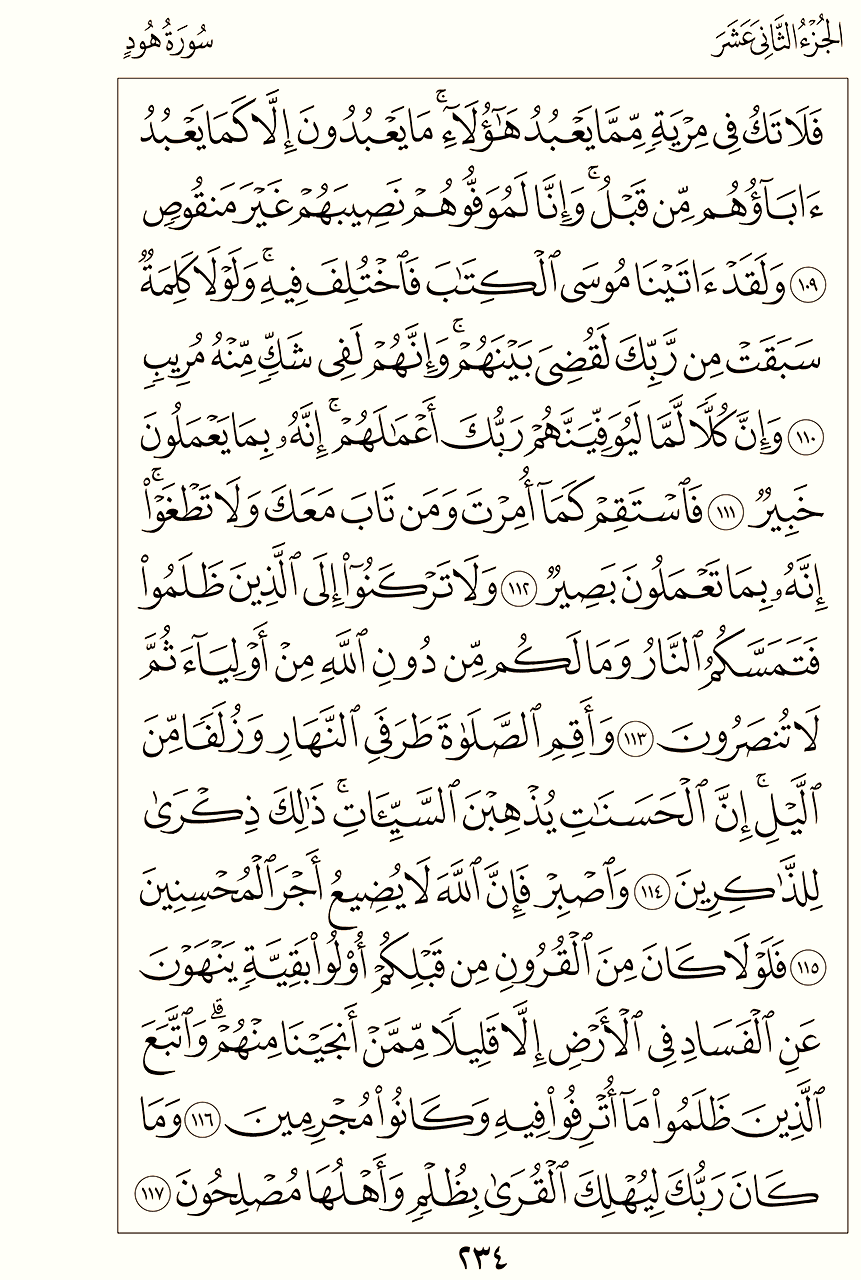 الجُزْءُ الثَّانِي عَشَرَ
سُورَةُ هُودٍ
فَلَا تَكُ فِى مِرْيَةٍ مِّمَّا يَعْبُدُ هَٰٓؤُلَآءِ ۚ مَا يَعْبُدُونَ إِلَّا كَمَا يَعْبُدُ
ءَابَآؤُهُم مِّن قَبْلُ ۚ وَإِنَّا لَمُوَفُّوهُمْ نَصِيبَهُمْ غَيْرَ مَنقُوصٍ
١٠٩ وَلَقَدْ ءَاتَيْنَا مُوسَى ٱلْكِتَٰبَ فَٱخْتُلِفَ فِيهِ ۚ وَلَوْلَا كَلِمَةٌ
سَبَقَتْ مِن رَّبِّكَ لَقُضِىَ بَيْنَهُمْ ۚ وَإِنَّهُمْ لَفِى شَكٍّ مِّنْهُ مُرِيبٍ
١١٠ وَإِنَّ كُلًّا لَّمَّا لَيُوَفِّيَنَّهُمْ رَبُّكَ أَعْمَٰلَهُمْ ۚ إِنَّهُۥ بِمَا يَعْمَلُونَ
خَبِيرٌ ١١١ فَٱسْتَقِمْ كَمَآ أُمِرْتَ وَمَن تَابَ مَعَكَ وَلَا تَطْغَوْا۟ ۚ
إِنَّهُۥ بِمَا تَعْمَلُونَ بَصِيرٌ ١١٢ وَلَا تَرْكَنُوٓا۟ إِلَى ٱلَّذِينَ ظَلَمُوا۟
فَتَمَسَّكُمُ ٱلنَّارُ وَمَا لَكُم مِّن دُونِ ٱللَّهِ مِنْ أَوْلِيَآءَ ثُمَّ
لَا تُنصَرُونَ ١١٣ وَأَقِمِ ٱلصَّلَوٰةَ طَرَفَىِ ٱلنَّهَارِ وَزُلَفًا مِّنَ
ٱلَّيْلِ ۚ إِنَّ ٱلْحَسَنَٰتِ يُذْهِبْنَ ٱلسَّيِّـَٔاتِ ۚ ذَٰلِكَ ذِكْرَىٰ
لِلذَّٰكِرِينَ ١١٤ وَٱصْبِرْ فَإِنَّ ٱللَّهَ لَا يُضِيعُ أَجْرَ ٱلْمُحْسِنِينَ
١١٥ فَلَوْلَا كَانَ مِنَ ٱلْقُرُونِ مِن قَبْلِكُمْ أُو۟لُوا۟ بَقِيَّةٍ يَنْهَوْنَ
عَنِ ٱلْفَسَادِ فِى ٱلْأَرْضِ إِلَّا قَلِيلًا مِّمَّنْ أَنجَيْنَا مِنْهُمْ ۗ وَٱتَّبَعَ
ٱلَّذِينَ ظَلَمُوا۟ مَآ أُتْرِفُوا۟ فِيهِ وَكَانُوا۟ مُجْرِمِينَ ١١٦ وَمَا
كَانَ رَبُّكَ لِيُهْلِكَ ٱلْقُرَىٰ بِظُلْمٍ وَأَهْلُهَا مُصْلِحُونَ ١١٧
٢٣٤